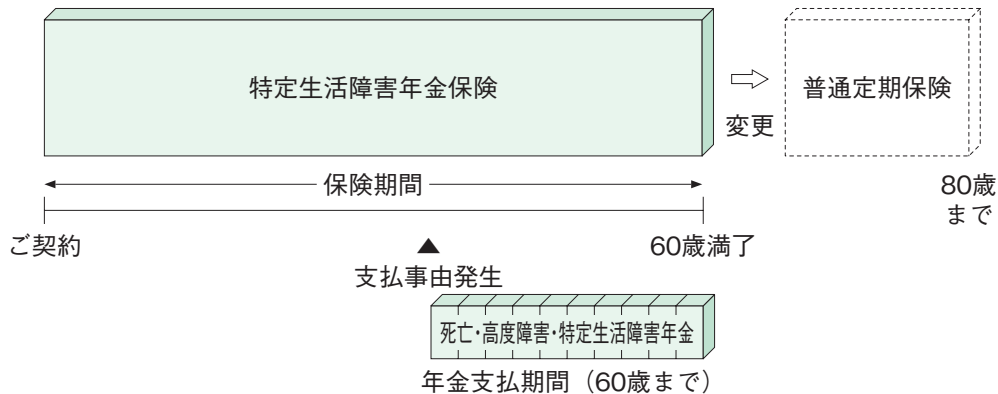 特定生活障害年金保険
変更
普通定期保険
保険期間
80歳
まで
ご契約
60歳満了
支払事由発生
死亡・高度障害・特定生活障害年金
年金支払期間（60歳まで）